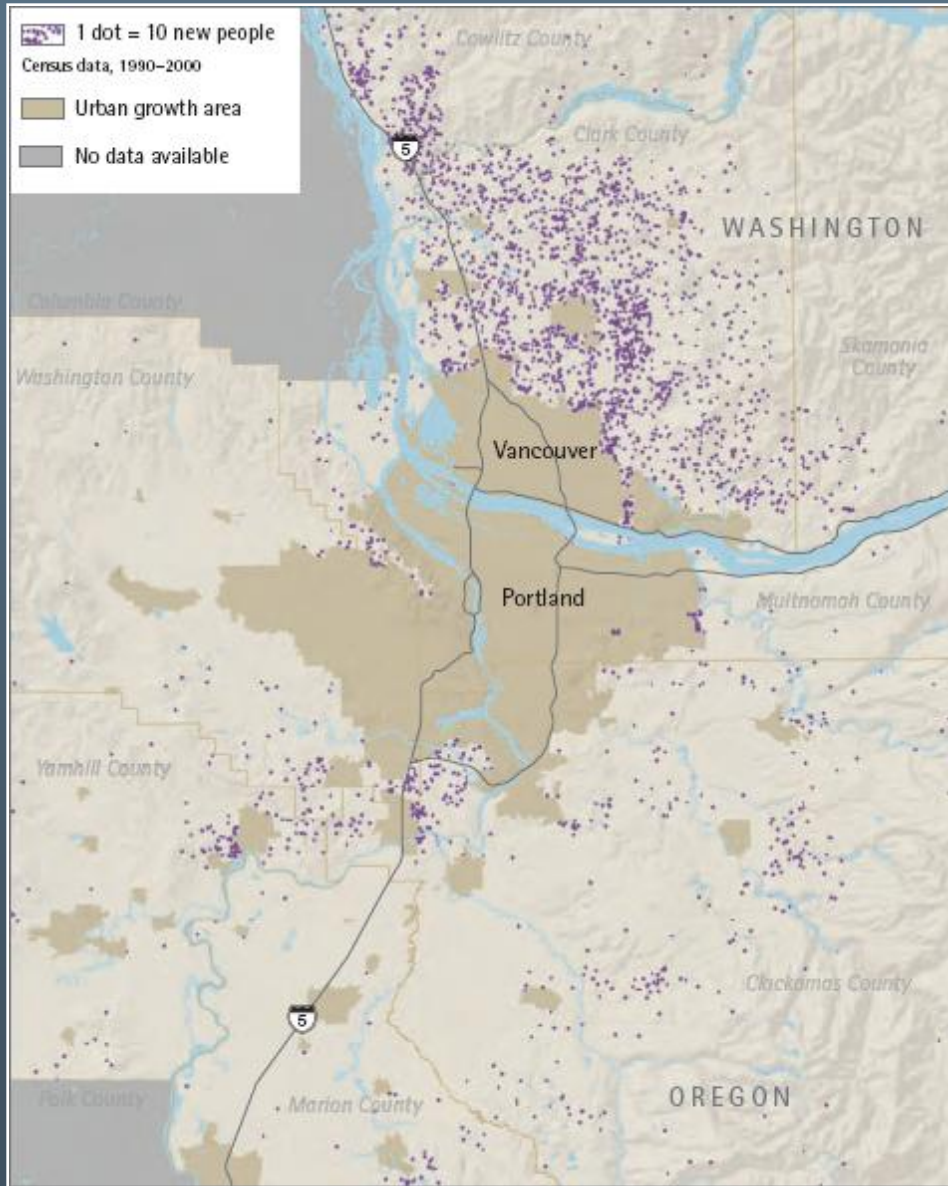 1 dot = 10 new people
Census data, 1990–2000
Urban growth area
No data available
Cowlitz County
Clark County
5
WASHINGTON
Columbia County
Skamania County
Washington County
Vancouver
Portland
Multnomah County
Yamhill County
Clackamas County
5
Polk County
Marion County
OREGON